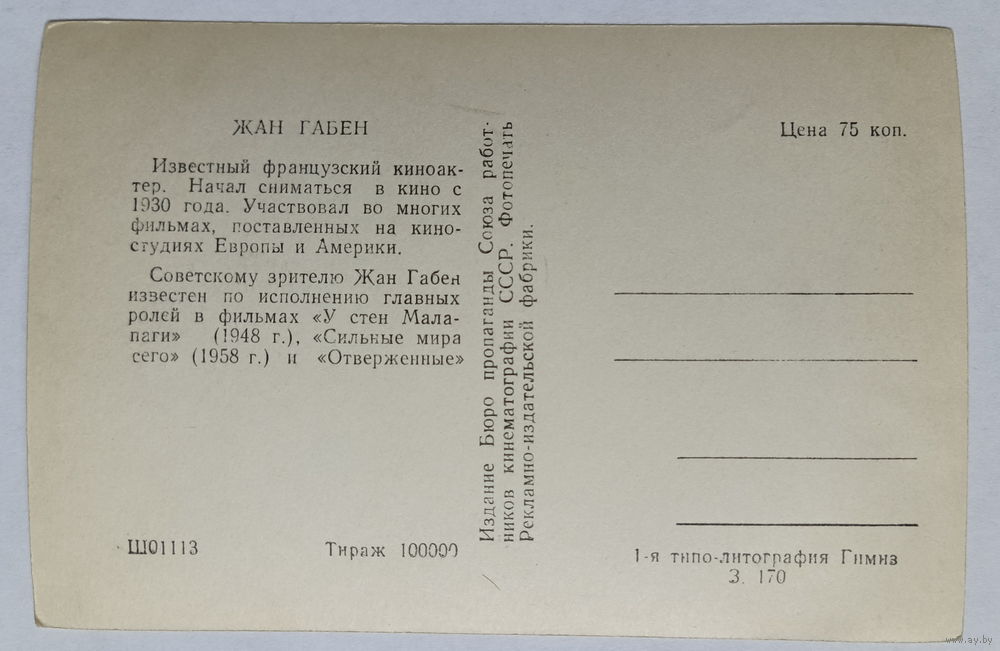 ЖАН ГАБЕН
Известный французский киноак-
тер. Начал сниматься в кино с
1930 года. Участвовал во многих
фильмах, поставленных на кино-
студиях Европы и Америки.
Советскому зрителю Жан Габен
известен по исполнению главных
ролей в фильмах «У стен Мала-
паги» (1948 г.), «Сильные мира
сего» (1958 г.) и «Отверженные»
Ш01113
Тираж 100000
Издание Бюро пропаганды Союза работ-
ников кинематографии СССР. Фотопечать
Рекламно-издательской фабрики.
Цена 75 коп.
1-я типо-литография Гимиз
З. 170
www.ay.by